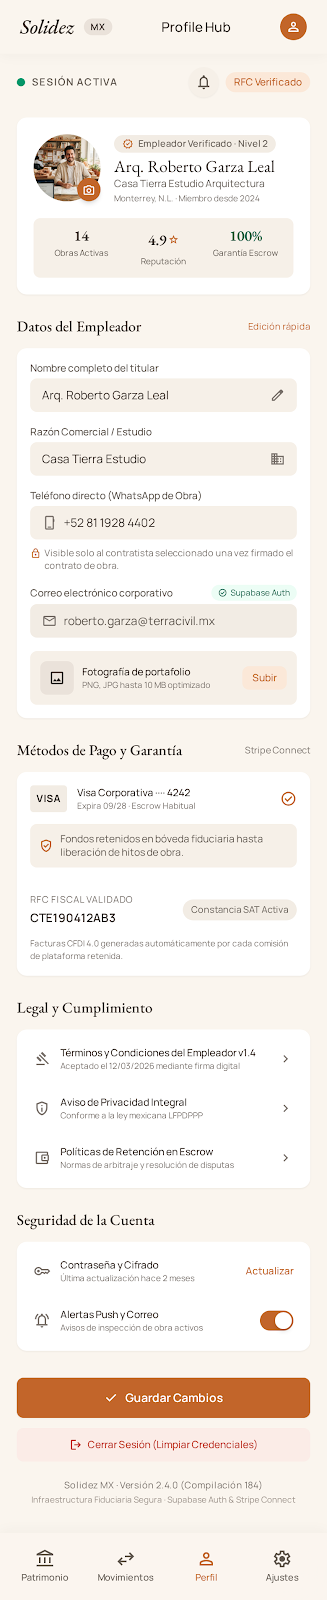 Solidez MX Profile Hub
SESIÓN ACTIVA RFC Verificado
Empleador Verificado · Nivel 2
Arq. Roberto Garza Leal
Casa Tierra Estudio Arquitectura
Monterrey, N.L. · Miembro desde 2024
14 4.9 100%
Obras Activas Reputación Garantía Escrow
Datos del Empleador Edición rápida
Nombre completo del titular
Arq. Roberto Garza Leal
Razón Comercial / Estudio
Casa Tierra Estudio
Teléfono directo (WhatsApp de Obra)
+52 81 1928 4402
Visible solo al contratista seleccionado una vez firmado el
contrato de obra.
Correo electrónico corporativo Supabase Auth
roberto.garza@terracivil.mx
Fotografía de portafolio
PNG, JPG hasta 10 MB optimizado
Subir
Métodos de Pago y Garantía Stripe Connect
VISA Visa Corporativa ···· 4242
Expira 09/28 · Escrow Habitual
Fondos retenidos en bóveda fiduciaria hasta
liberación de hitos de obra.
RFC FISCAL VALIDADO
CTE190412AB3
Constancia SAT Activa
Facturas CFDI 4.0 generadas automáticamente por cada comisión
de plataforma retenida.
Legal y Cumplimiento
Términos y Condiciones del Empleador v1.4
Aceptado el 12/03/2026 mediante firma digital
Aviso de Privacidad Integral
Conforme a la ley mexicana LFPDPPP
Políticas de Retención en Escrow
Normas de arbitraje y resolución de disputas
Seguridad de la Cuenta
Contraseña y Cifrado
Última actualización hace 2 meses
Actualizar
Alertas Push y Correo
Avisos de inspección de obra activos
Guardar Cambios
Cerrar Sesión (Limpiar Credenciales)
Solidez MX · Versión 2.4.0 (Compilación 184)
Infraestructura Fiduciaria Segura · Supabase Auth & Stripe Connect
Patrimonio Movimientos Perfil Ajustes